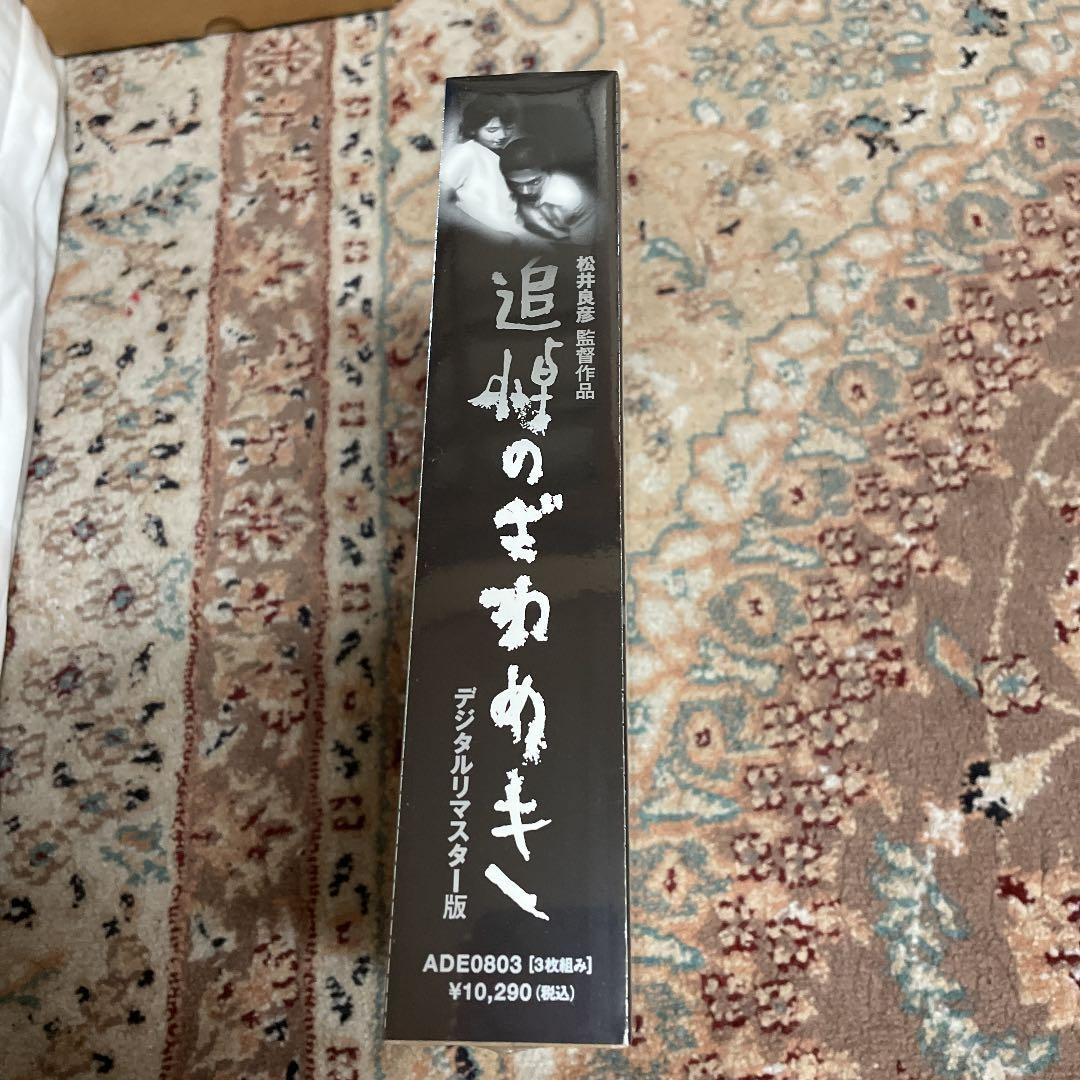 松井良彦 監督作品
追悼のざわめき
デジタルリマスター版
ADE0803 [3枚組み]
¥10,290(税込)